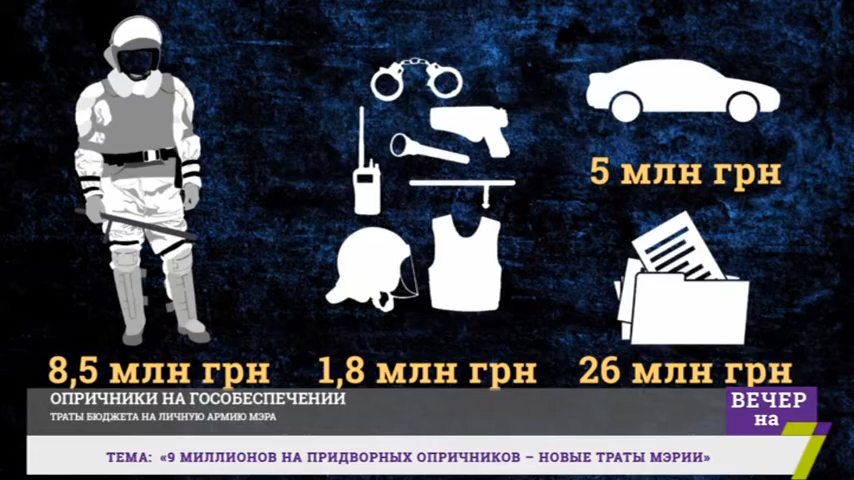 5 млн грн
8,5 млн грн
1,8 млн грн
26 млн грн
ОПРИЧНИКИ НА ГОСОБЕСПЕЧЕНИИ
ТРАТЫ БЮДЖЕТА НА ЛИЧНУЮ АРМИЮ МЭРА
ВЕЧЕР
на 7
ТЕМА: «9 МИЛЛИОНОВ НА ПРИДВОРНЫХ ОПРИЧНИКОВ – НОВЫЕ ТРАТЫ МЭРИИ»